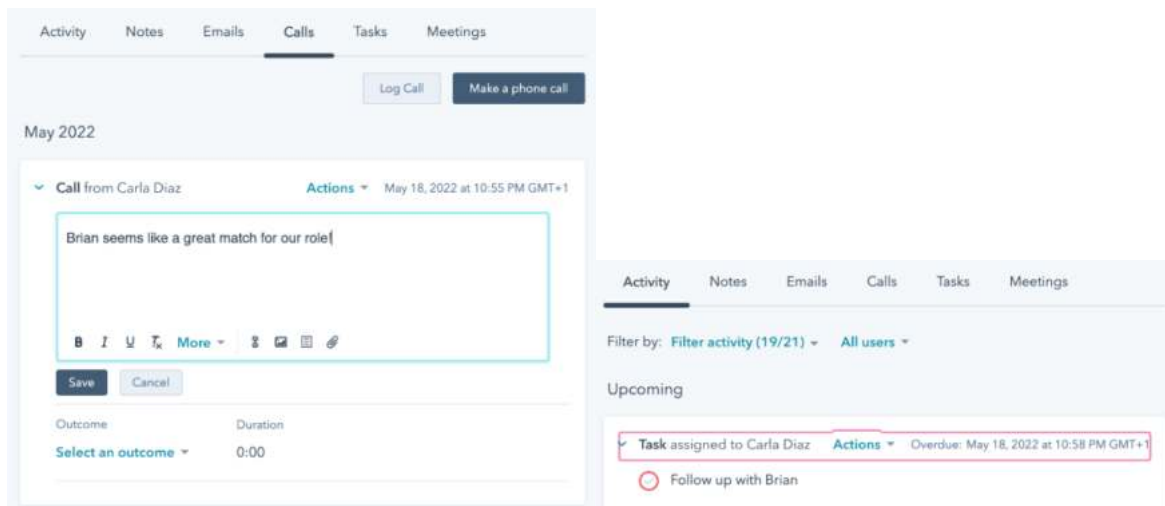 Activity Notes Emails Calls Tasks Meetings
Log Call Make a phone call
May 2022
Call from Carla Diaz Actions May 18, 2022 at 10:55 PM GMT+1
Brian seems like a great match for our role!
B I U Tx More
Save Cancel
Outcome Duration
Select an outcome 0:00
Activity Notes Emails Calls Tasks Meetings
Filter by: Filter activity (19/21) All users
Upcoming
Task assigned to Carla Diaz Actions Overdue: May 18, 2022 at 10:58 PM GMT+1
Follow up with Brian